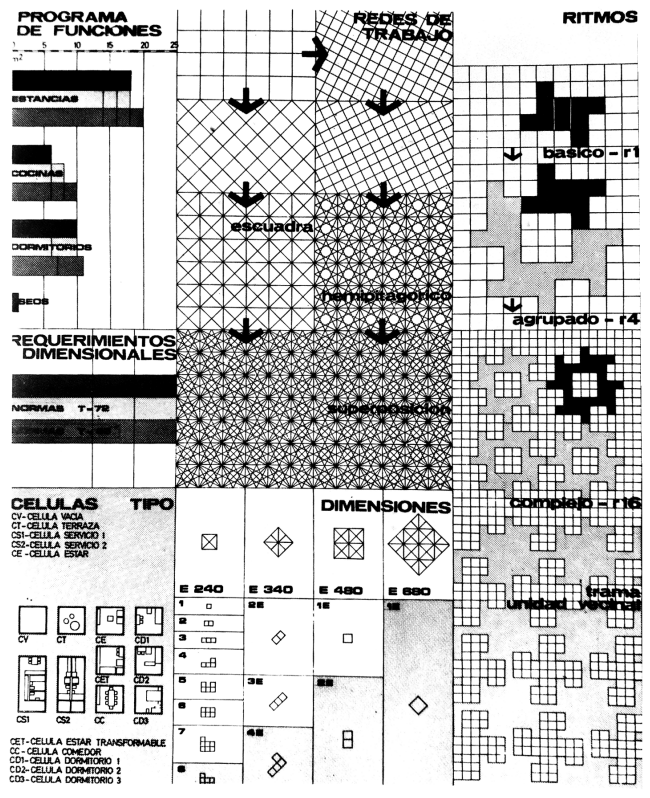 PROGRAMA
DE FUNCIONES
5 10 15 20 25
m²
ESTANCIAS
COCINAS
DORMITORIOS
SEOS
REQUERIMIENTOS
DIMENSIONALES
NORMAS T-72
CELULAS TIPO
CV-CELULA VACIA
CT-CELULA TERRAZA
CS1-CELULA SERVICIO 1
CS2-CELULA SERVICIO 2
CE -CELULA ESTAR
CV CT CE CD1
CET CD2
CS1 CS2 CC CD3
CET-CELULA ESTAR TRANSFORMABLE
CC - CELULA COMEDOR
CD1-CELULA DORMITORIO 1
CD2-CELULA DORMITORIO 2
CD3-CELULA DORMITORIO 3
REDES DE
TRABAJO
escuadra
hemipitagórico
superposicion
DIMENSIONES
E 240 E 340 E 480 E 680
1
2
3
4
5
6
7
8
2E
3E
4E
1E
2E
1E
RITMOS
basico - r1
agrupado - r4
complejo - r16
trama
unidad vecinal